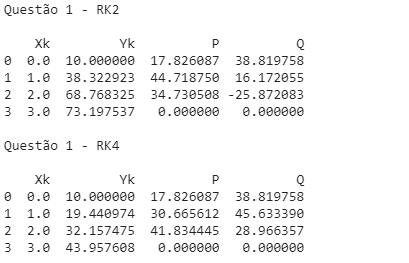 Questão 1 - RK2
Xk Yk P Q
0 0.0 10.000000 17.826087 38.819758
1 1.0 38.322923 44.718750 16.172055
2 2.0 68.768325 34.730508 -25.872083
3 3.0 73.197537 0.000000 0.000000
Questão 1 - RK4
Xk Yk P Q
0 0.0 10.000000 17.826087 38.819758
1 1.0 19.440974 30.665612 45.633390
2 2.0 32.157475 41.834445 28.966357
3 3.0 43.957608 0.000000 0.000000